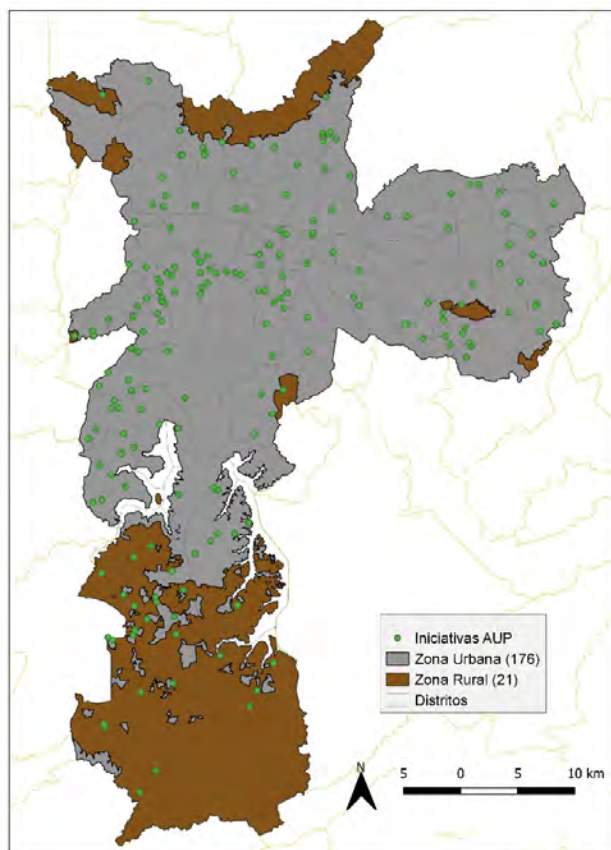 Iniciativas AUP
Zona Urbana (176)
Zona Rural (21)
Distritos
N
5 0 5 10 km